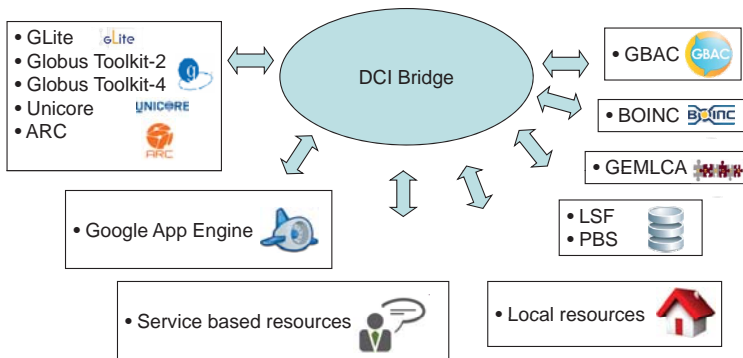 • GLite gLite
• Globus Toolkit-2
• Globus Toolkit-4 g
• Unicore UNICORE
• ARC ARC
DCI Bridge
• GBAC GBAC
• BOINC BOINC
• GEMLCA
• LSF
• PBS
• Google App Engine
• Service based resources
• Local resources